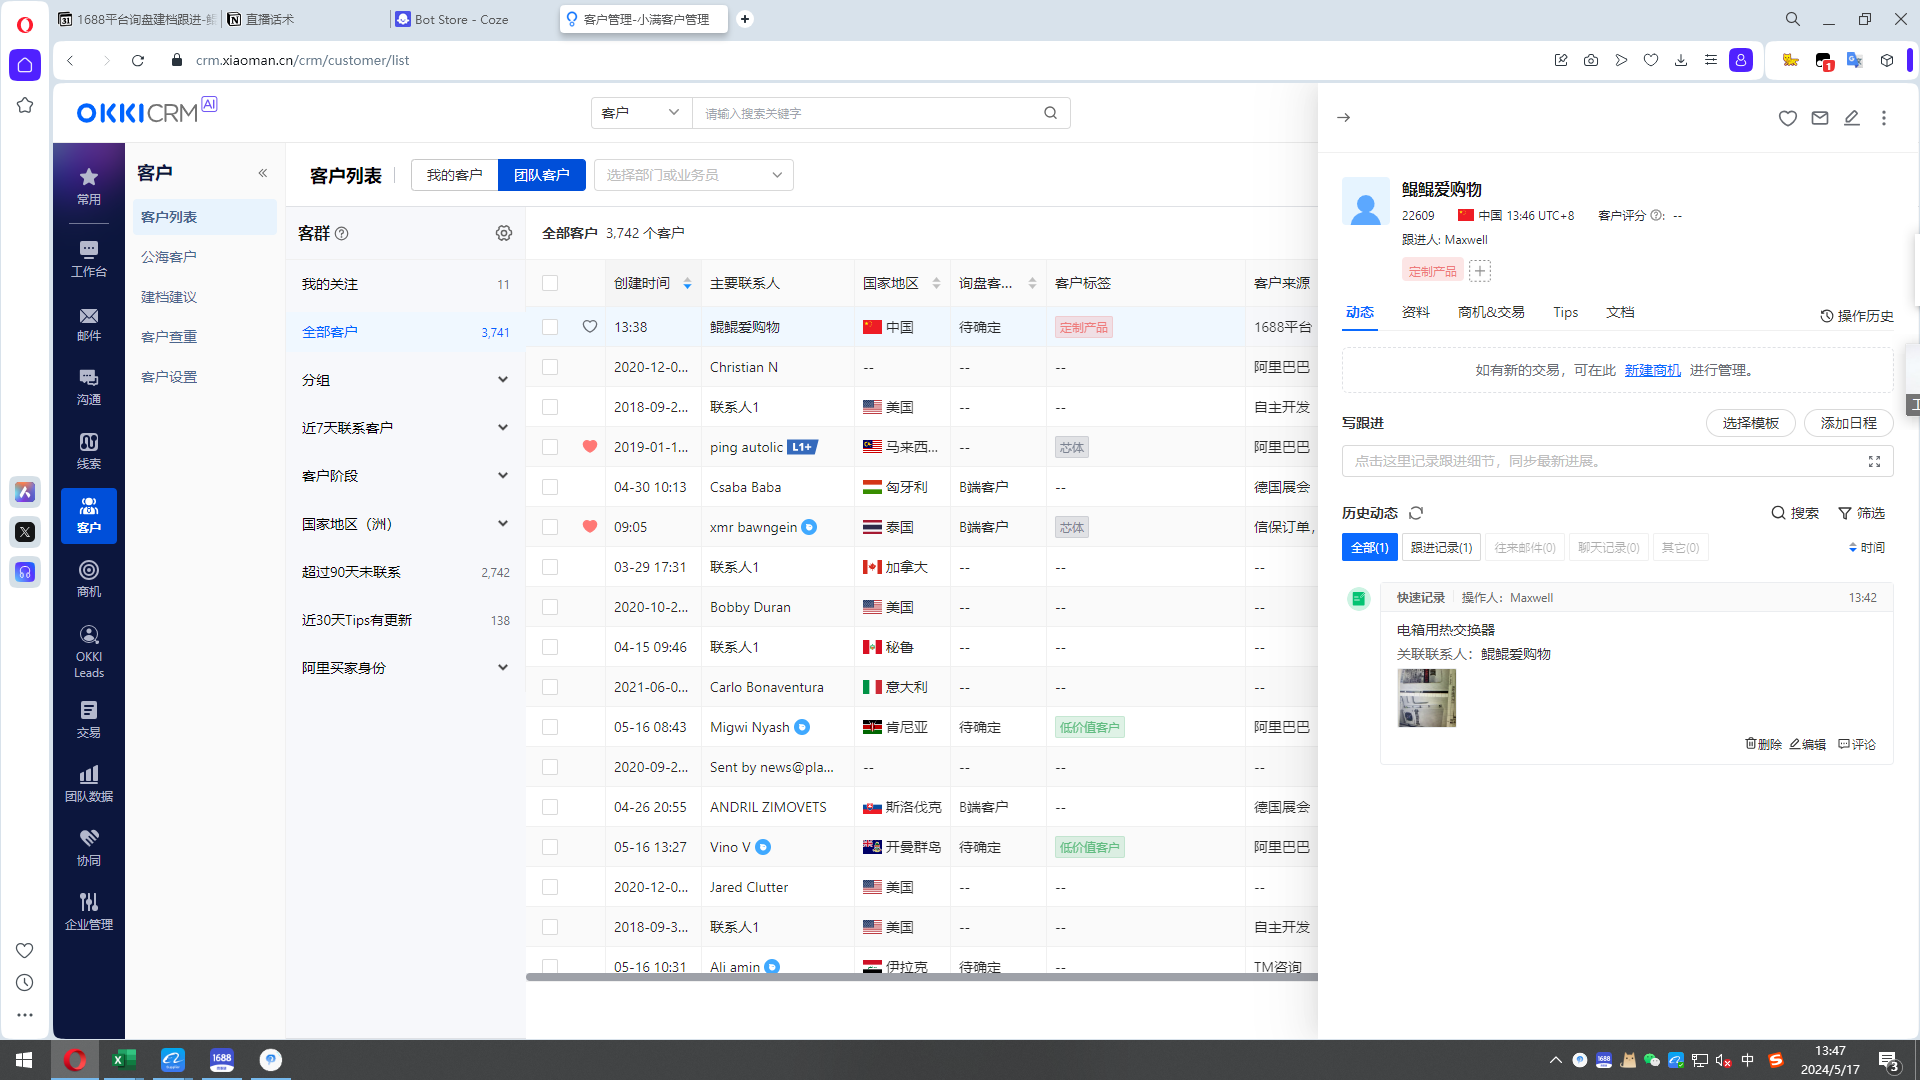 1688平台询盘建档跟进-鲲
直播话术
Bot Store - Coze
客户管理-小满客户管理
crm.xiaoman.cn/crm/customer/list
1
OKKICRM AI
客户
请输入搜索关键字
常用
工作台
邮件
沟通
线索
客户
商机
OKKI
Leads
交易
团队数据
协同
企业管理
客户
客户列表
公海客户
建档建议
客户查重
客户设置
客户列表
我的客户
团队客户
选择部门或业务员
客群
我的关注 11
全部客户 3,741
分组
近7天联系客户
客户阶段
国家地区（洲）
超过90天未联系 2,742
近30天Tips有更新 138
阿里买家身份
全部客户 3,742 个客户
创建时间 主要联系人 国家地区 询盘客... 客户标签 客户来源
13:38 鲲鲲爱购物 中国 待确定 定制产品 1688平台
2020-12-0... Christian N -- -- -- 阿里巴巴
2018-09-2... 联系人1 美国 -- -- 自主开发
2019-01-1... ping autolic L1+ 马来西... -- 芯体 阿里巴巴
04-30 10:13 Csaba Baba 匈牙利 B端客户 -- 德国展会
09:05 xmr bawngein 泰国 B端客户 芯体 信保订单,
03-29 17:31 联系人1 加拿大 -- -- --
2020-10-2... Bobby Duran 美国 -- -- --
04-15 09:46 联系人1 秘鲁 -- -- --
2021-06-0... Carlo Bonaventura 意大利 -- -- --
05-16 08:43 Migwi Nyash 肯尼亚 待确定 低价值客户 阿里巴巴
2020-09-2... Sent by news@pla... -- -- -- --
04-26 20:55 ANDRIL ZIMOVETS 斯洛伐克 B端客户 -- 德国展会
05-16 13:27 Vino V 开曼群岛 待确定 低价值客户 阿里巴巴
2020-12-0... Jared Clutter 美国 -- -- --
2018-09-3... 联系人1 美国 -- -- 自主开发
05-16 10:31 Ali amin 伊拉克 待确定 -- TM咨询
鲲鲲爱购物
22609 中国 13:46 UTC+8 客户评分 : --
跟进人: Maxwell
定制产品
动态 资料 商机&交易 Tips 文档 操作历史
如有新的交易，可在此 新建商机 进行管理。
写跟进 选择模板 添加日程
点击这里记录跟进细节，同步最新进展。
历史动态 搜索 筛选
全部(1) 跟进记录(1) 往来邮件(0) 聊天记录(0) 其它(0) 时间
快速记录 操作人: Maxwell 13:42
电箱用热交换器
关联联系人: 鲲鲲爱购物
删除 编辑 评论
1688
1688
中
13:47
2024/5/17
3